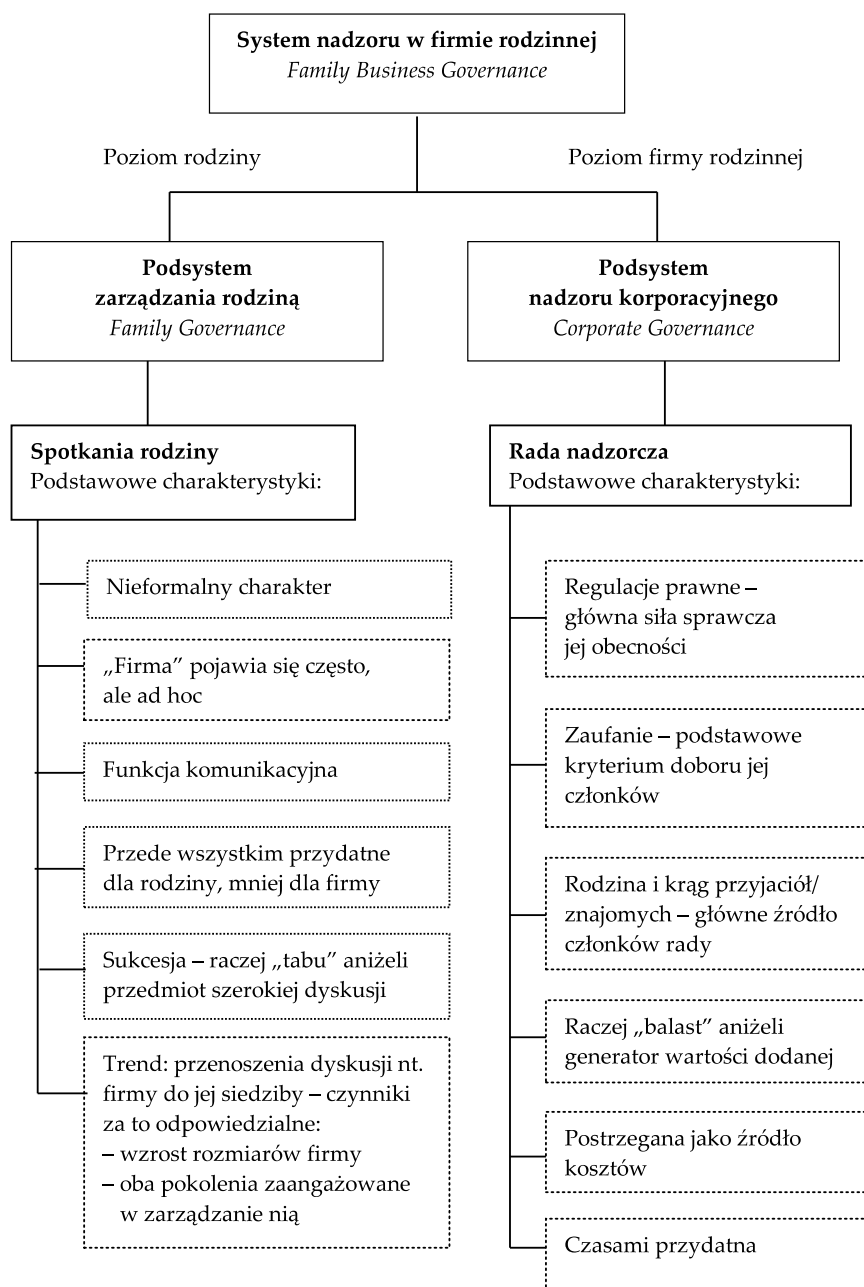 System nadzoru w firmie rodzinnej
Family Business Governance
Poziom rodziny
Poziom firmy rodzinnej
Podsystem
zarządzania rodziną
Family Governance
Podsystem
nadzoru korporacyjnego
Corporate Governance
Spotkania rodziny
Podstawowe charakterystyki:
Nieformalny charakter
„Firma” pojawia się często,
ale ad hoc
Funkcja komunikacyjna
Przede wszystkim przydatne
dla rodziny, mniej dla firmy
Sukcesja – raczej „tabu” aniżeli
przedmiot szerokiej dyskusji
Trend: przenoszenia dyskusji nt.
firmy do jej siedziby – czynniki
za to odpowiedzialne:
– wzrost rozmiarów firmy
– oba pokolenia zaangażowane
w zarządzanie nią
Rada nadzorcza
Podstawowe charakterystyki:
Regulacje prawne –
główna siła sprawcza
jej obecności
Zaufanie – podstawowe
kryterium doboru jej
członków
Rodzina i krąg przyjaciół/
znajomych – główne źródło
członków rady
Raczej „balast” aniżeli
generator wartości dodanej
Postrzegana jako źródło
kosztów
Czasami przydatna